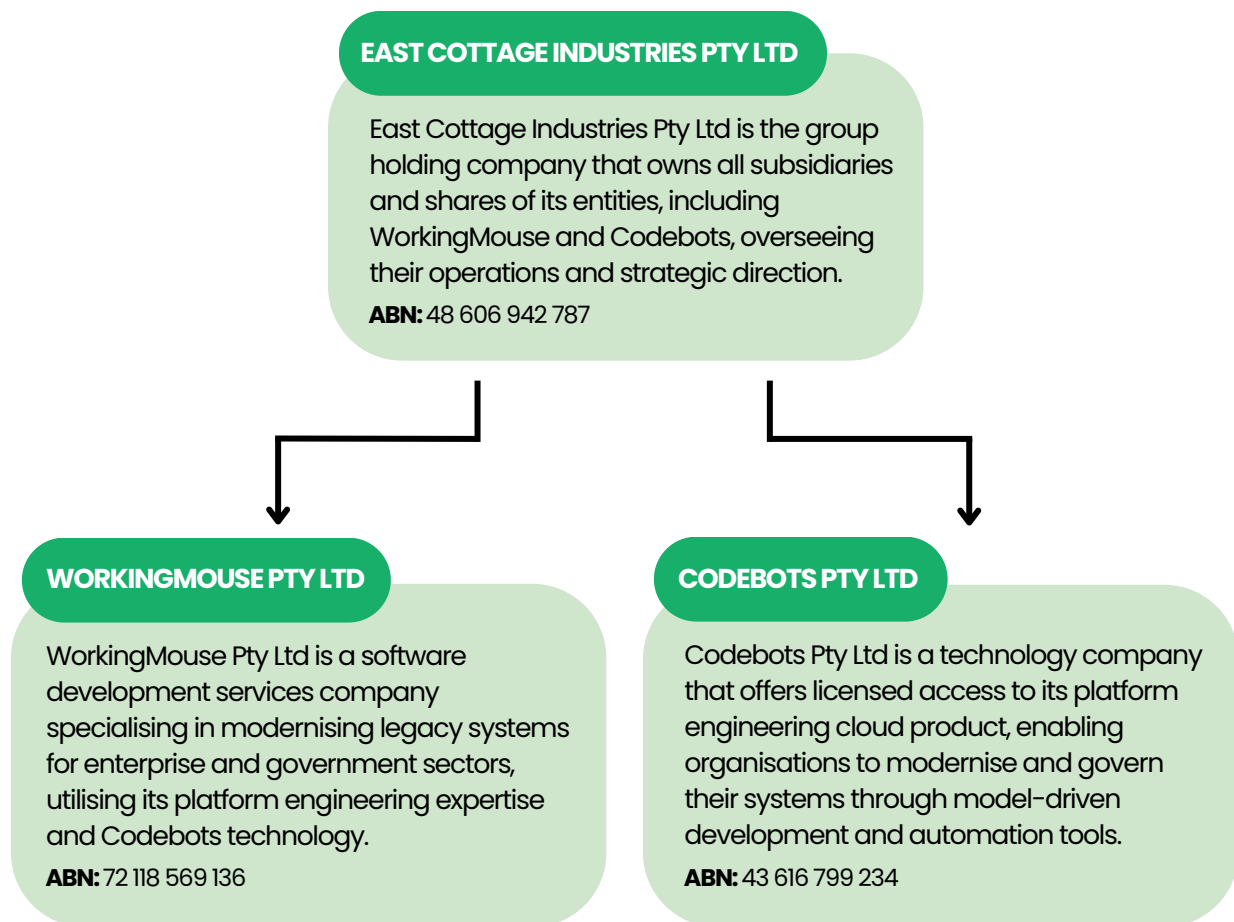 EAST COTTAGE INDUSTRIES PTY LTD
East Cottage Industries Pty Ltd is the group
holding company that owns all subsidiaries
and shares of its entities, including
WorkingMouse and Codebots, overseeing
their operations and strategic direction.
ABN: 48 606 942 787
WORKINGMOUSE PTY LTD
WorkingMouse Pty Ltd is a software
development services company
specialising in modernising legacy systems
for enterprise and government sectors,
utilising its platform engineering expertise
and Codebots technology.
ABN: 72 118 569 136
CODEBOTS PTY LTD
Codebots Pty Ltd is a technology company
that offers licensed access to its platform
engineering cloud product, enabling
organisations to modernise and govern
their systems through model-driven
development and automation tools.
ABN: 43 616 799 234